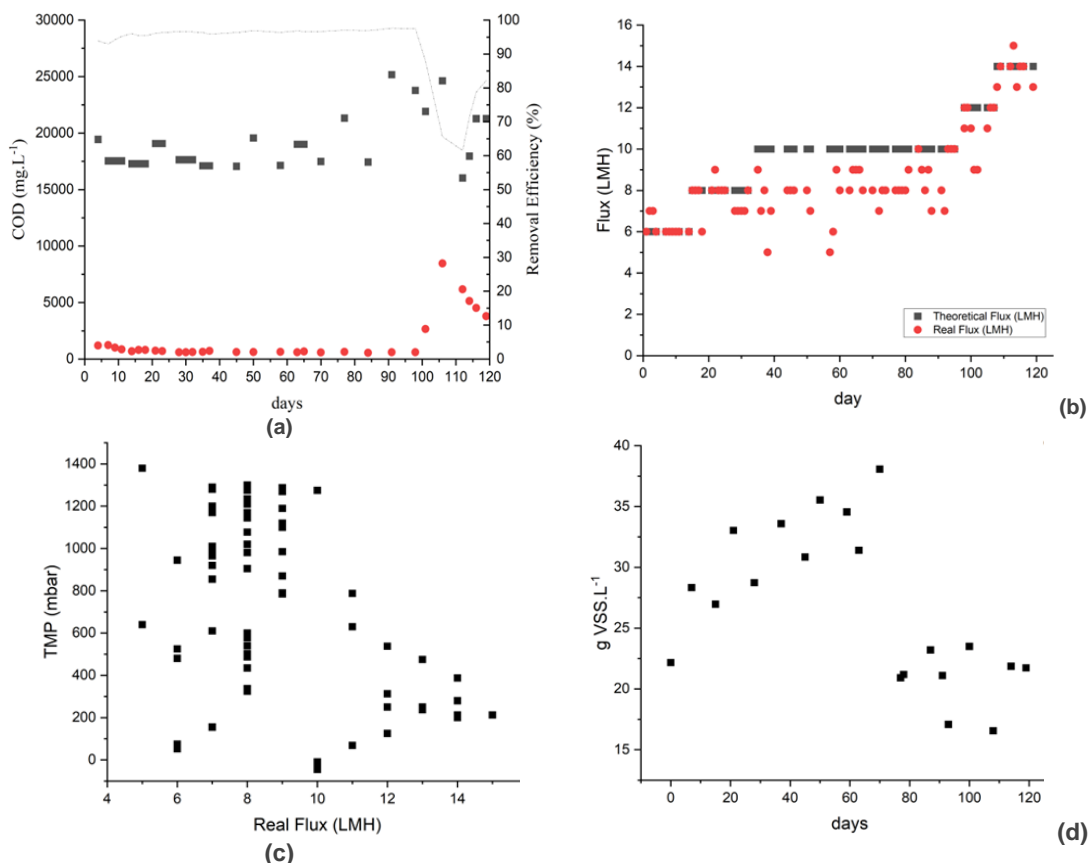 30000
25000
20000
15000
10000
5000
0
COD (mg.L⁻¹)
100
90
80
70
60
50
40
30
20
10
0
Removal Efficiency (%)
0 10 20 30 40 50 60 70 80 90 100 110 119
days
(a)
16
14
12
10
8
6
4
2
0
Flux (LMH)
Theoretical Flux (LMH)
Real Flux (LMH)
0 20 40 60 80 100 120
day
(b)
1400
1200
1000
800
600
400
200
0
TMP (mbar)
4 6 8 10 12 14
Real Flux (LMH)
(c)
40
35
30
25
20
15
g VSS.L⁻¹
0 20 40 60 80 100 120
days
(d)